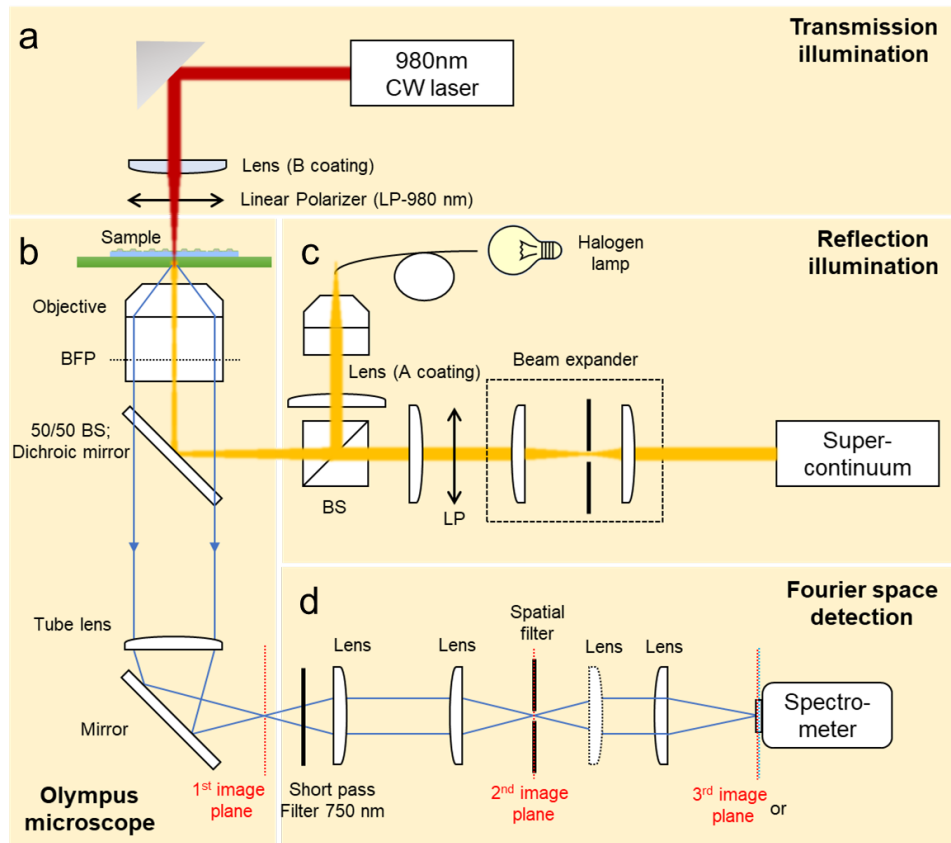 a
Transmission
illumination
980nm
CW laser
Lens (B coating)
Linear Polarizer (LP-980 nm)
b
Sample
Objective
BFP
50/50 BS;
Dichroic mirror
Tube lens
Mirror
1st image
plane
Olympus
microscope
c
Halogen
lamp
Reflection
illumination
Lens (A coating)
Beam expander
BS
LP
Super-
continuum
d
Fourier space
detection
Lens
Lens
Spatial
filter
Lens
Lens
Spectro-
meter
Short pass
Filter 750 nm
2nd image
plane
3rd image
plane or